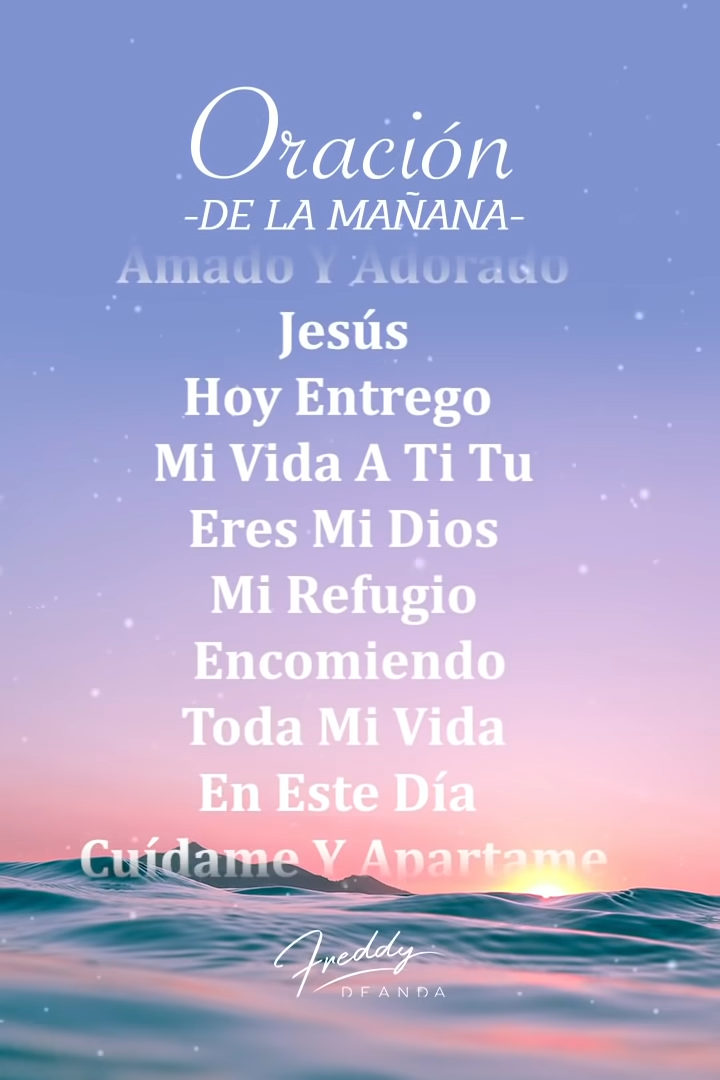 Oración
-DE LA MAÑANA-
Amado Y Adorado
Jesús
Hoy Entrego
Mi Vida A Ti Tu
Eres Mi Dios
Mi Refugio
Encomiendo
Toda Mi Vida
En Este Día
Cuídame Y Apartame
Freddy
DEANDA